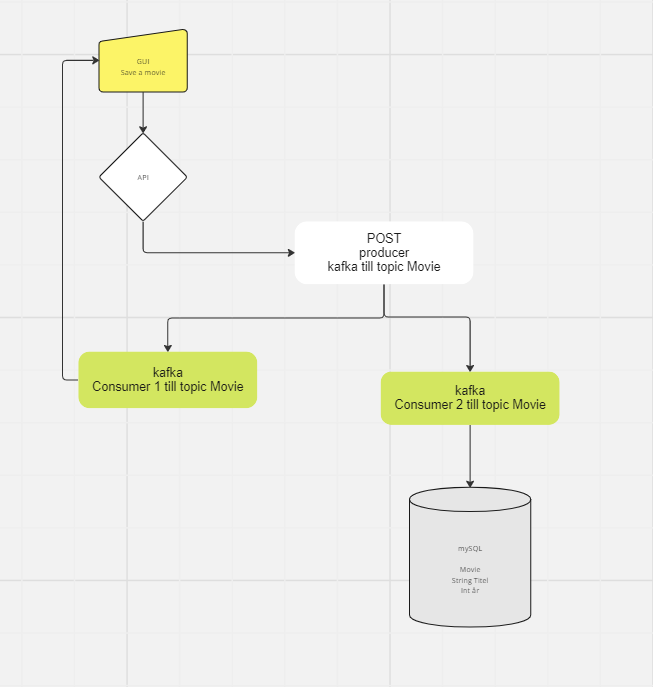 GUI
Save a movie
API
POST
producer
kafka till topic Movie
kafka
Consumer 1 till topic Movie
kafka
Consumer 2 till topic Movie
mySQL
Movie
String Titel
Int år